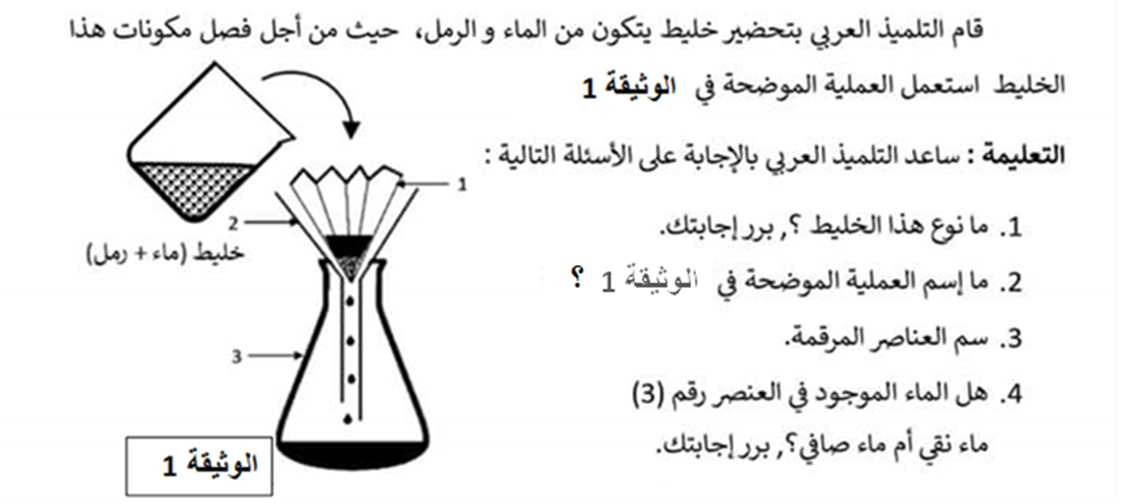 قام التلميذ العربي بتحضير خليط يتكون من الماء و الرمل، حيث من أجل فصل مكونات هذا
الخليط استعمل العملية الموضحة في الوثيقة 1
التعليمة : ساعد التلميذ العربي بالإجابة على الأسئلة التالية :
1. ما نوع هذا الخليط ؟, برر إجابتك.
2. ما إسم العملية الموضحة في الوثيقة 1 ؟
3. سم العناصر المرقمة.
4. هل الماء الموجود في العنصر رقم (3)
ماء نقي أم ماء صافي؟, برر إجابتك.
1
2
خليط (ماء + رمل)
3
الوثيقة 1